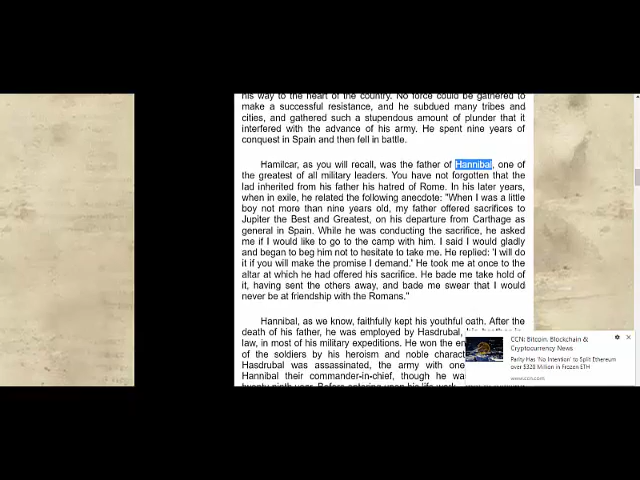 his way to the heart of the country. No force could be gathered to
make a successful resistance, and he subdued many tribes and
cities, and gathered such a stupendous amount of plunder that it
interfered with the advance of his army. He spent nine years of
conquest in Spain and then fell in battle.
Hamilcar, as you will recall, was the father of Hannibal, one of
the greatest of all military leaders. You have not forgotten that the
lad inherited from his father his hatred of Rome. In his later years,
when in exile, he related the following anecdote: "When I was a little
boy not more than nine years old, my father offered sacrifices to
Jupiter the Best and Greatest, on his departure from Carthage as
general in Spain. While he was conducting the sacrifice, he asked
me if I would like to go to the camp with him. I said I would gladly
and began to beg him not to hesitate to take me. He replied: 'I will do
it if you will make the promise I demand.' He took me at once to the
altar at which he had offered his sacrifice. He bade me take hold of
it, having sent the others away, and bade me swear that I would
never be at friendship with the Romans."
Hannibal, as we know, faithfully kept his youthful oath. After the
death of his father, he was employed by Hasdrubal,
law, in most of his military expeditions. He won the
of the soldiers by his heroism and noble
Hasdrubal was assassinated, the army with one
Hannibal their commander-in-chief, though he
CCN: Bitcoin, Blockchain &
Cryptocurrency News
Parity Has 'No Intention' to Split Ethereum
over $320 Million in Frozen ETH
www.ccn.com